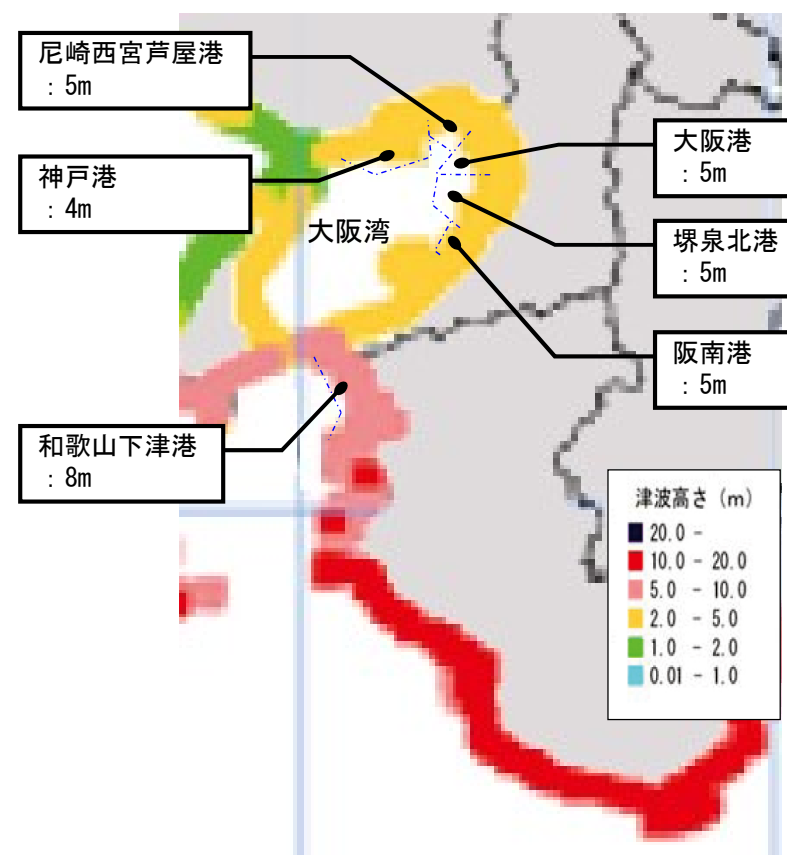 尼崎西宮芦屋港
：5m
神戸港
：4m
大阪港
：5m
堺泉北港
：5m
大阪湾
阪南港
：5m
和歌山下津港
：8m
津波高さ（m）
20.0 -
10.0 - 20.0
5.0 - 10.0
2.0 - 5.0
1.0 - 2.0
0.01 - 1.0